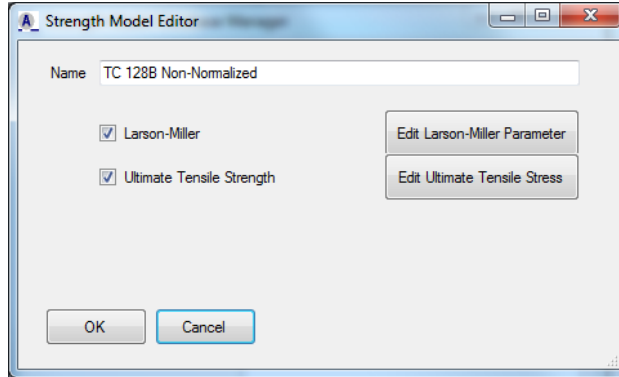 Strength Model Editor
Name TC 128B Non-Normalized
Larson-Miller Edit Larson-Miller Parameter
Ultimate Tensile Strength Edit Ultimate Tensile Stress
OK Cancel